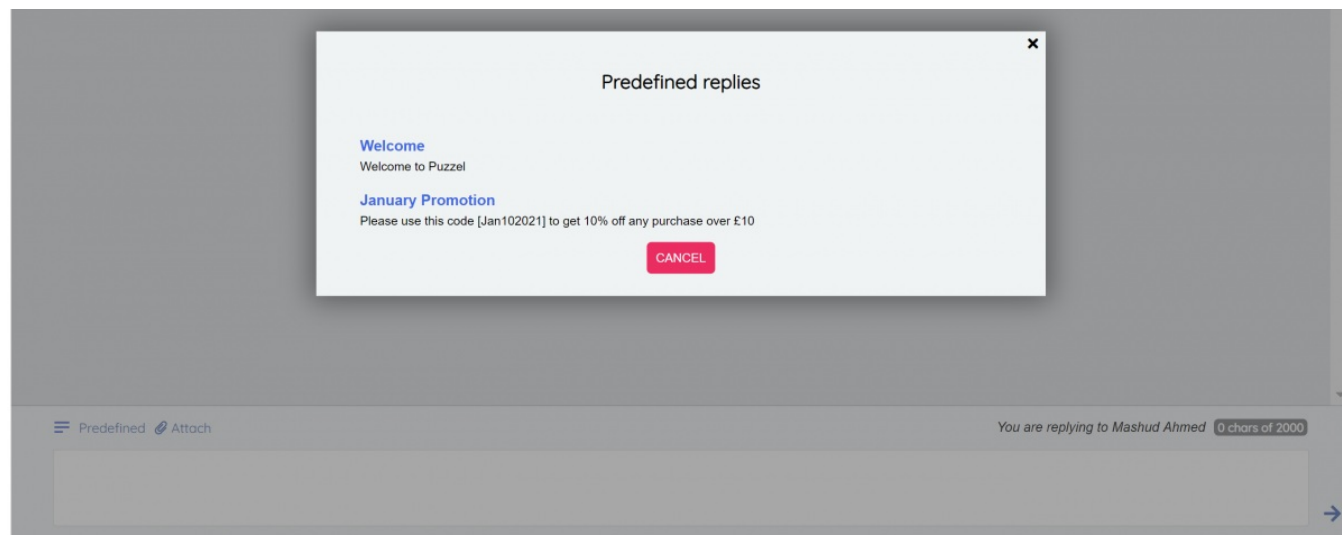 Predefined replies
Welcome
Welcome to Puzzel
January Promotion
Please use this code [Jan102021] to get 10% off any purchase over £10
CANCEL
Predefined Attach You are replying to Mashud Ahmed 0 chars of 2000